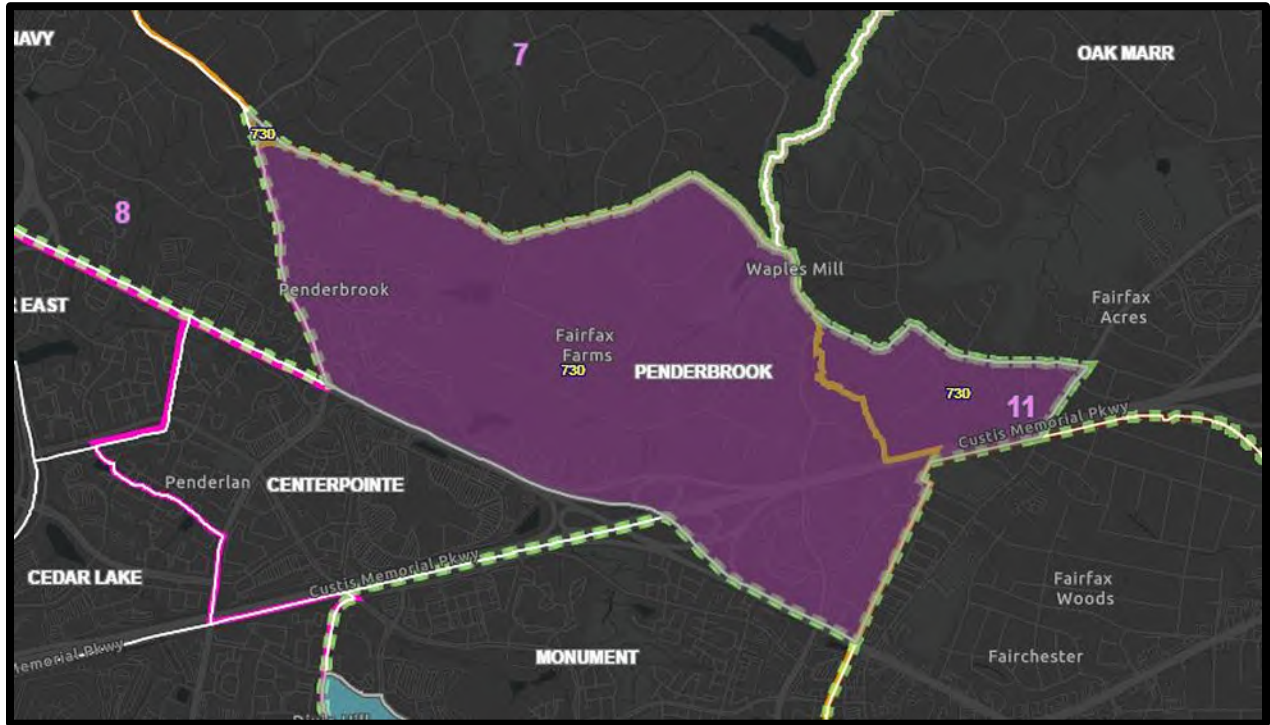 NAVY
7
OAK MARR
730
8
Penderbrook
Waples Mill
EAST
Fairfax
Acres
Fairfax
Farms
730
PENDERBROOK
730
11
Custis Memorial Pkwy
Penderlan
CENTERPOINTE
Custis Memorial Pkwy
CEDAR LAKE
Fairfax
Woods
Memorial Pkwy
MONUMENT
Fairchester